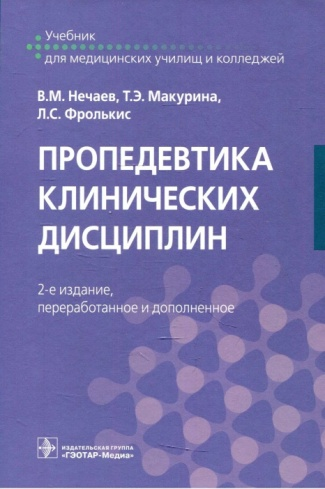 Учебник
для медицинских училищ и колледжей
В.М. Нечаев, Т.Э. Макурина,
Л.С. Фролькис
ПРОПЕДЕВТИКА
КЛИНИЧЕСКИХ
ДИСЦИПЛИН
2-е издание,
переработанное и дополненное
ИЗДАТЕЛЬСКАЯ ГРУППА
«ГЭОТАР-Медиа»